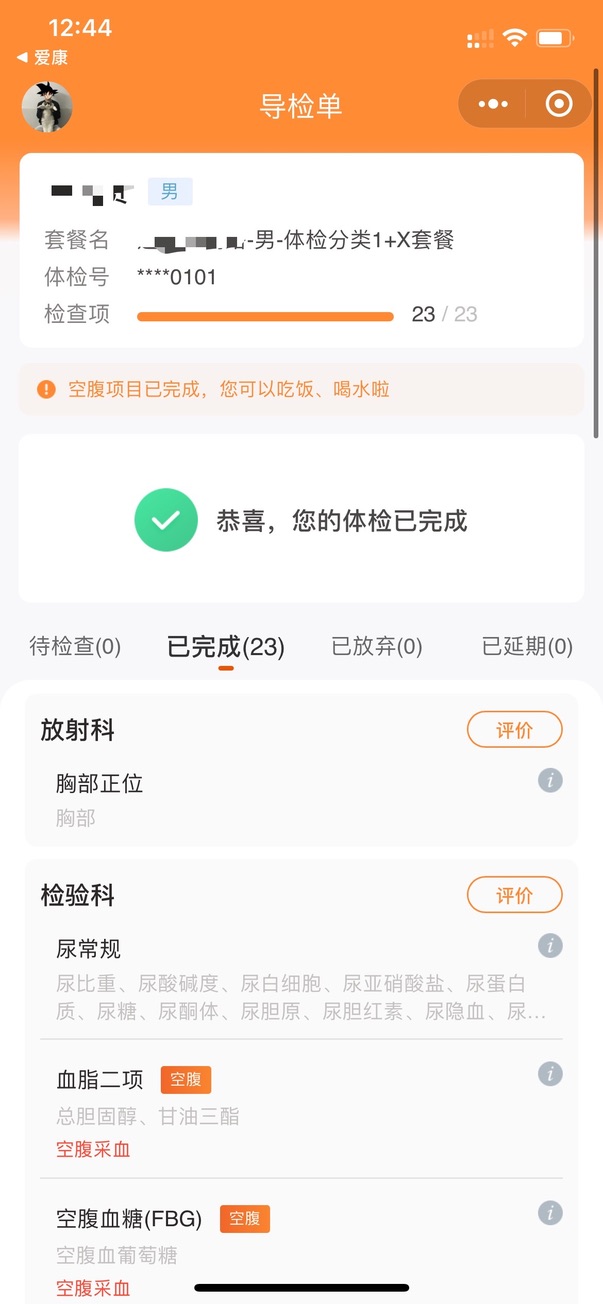 12:44
爱康
导检单
男
套餐名 -男-体检分类1+X套餐
体检号 ****0101
检查项 23 / 23
空腹项目已完成，您可以吃饭、喝水啦
恭喜，您的体检已完成
待检查(0) 已完成(23) 已放弃(0) 已延期(0)
放射科 评价
胸部正位
胸部
检验科 评价
尿常规
尿比重、尿酸碱度、尿白细胞、尿亚硝酸盐、尿蛋白
质、尿糖、尿酮体、尿胆原、尿胆红素、尿隐血、尿...
血脂二项 空腹
总胆固醇、甘油三酯
空腹采血
空腹血糖(FBG) 空腹
空腹血葡萄糖
空腹采血